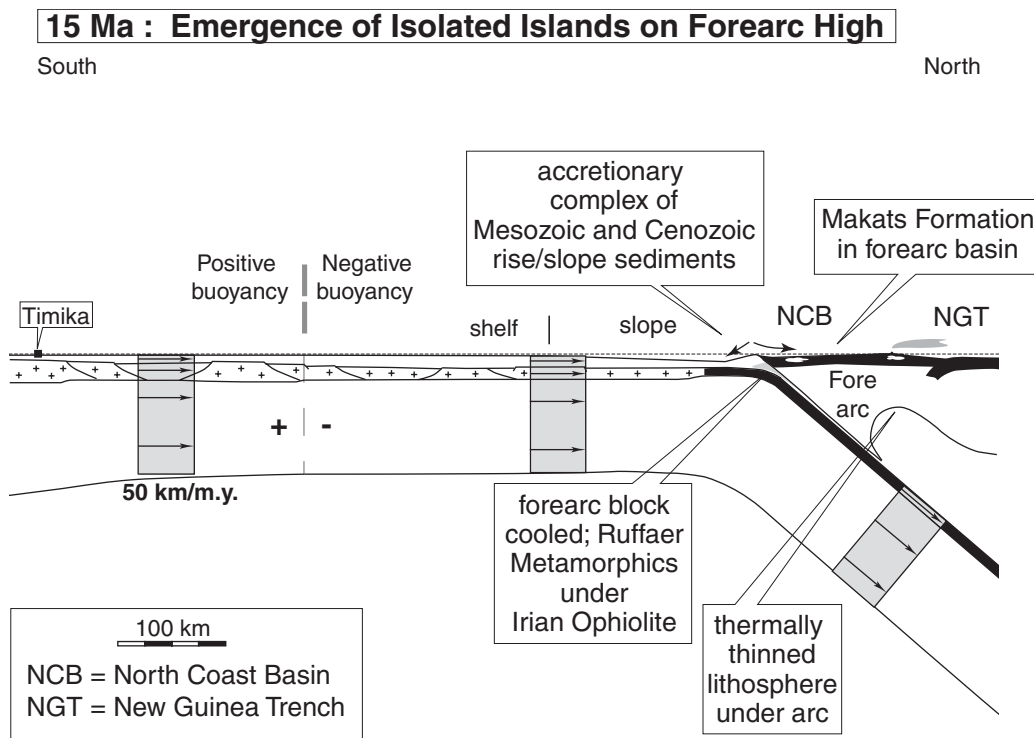 15 Ma :  Emergence of Isolated Islands on Forearc High
South
North
accretionary
complex of
Mesozoic and Cenozoic
rise/slope sediments
Makats Formation
in forearc basin
Positive
buoyancy
Negative
buoyancy
Timika
shelf
slope
NCB
NGT
Fore
arc
+ -
50 km/m.y.
forearc block
cooled; Ruffaer
Metamorphics
under
Irian Ophiolite
thermally
thinned
lithosphere
under arc
100 km
NCB = North Coast Basin
NGT = New Guinea Trench